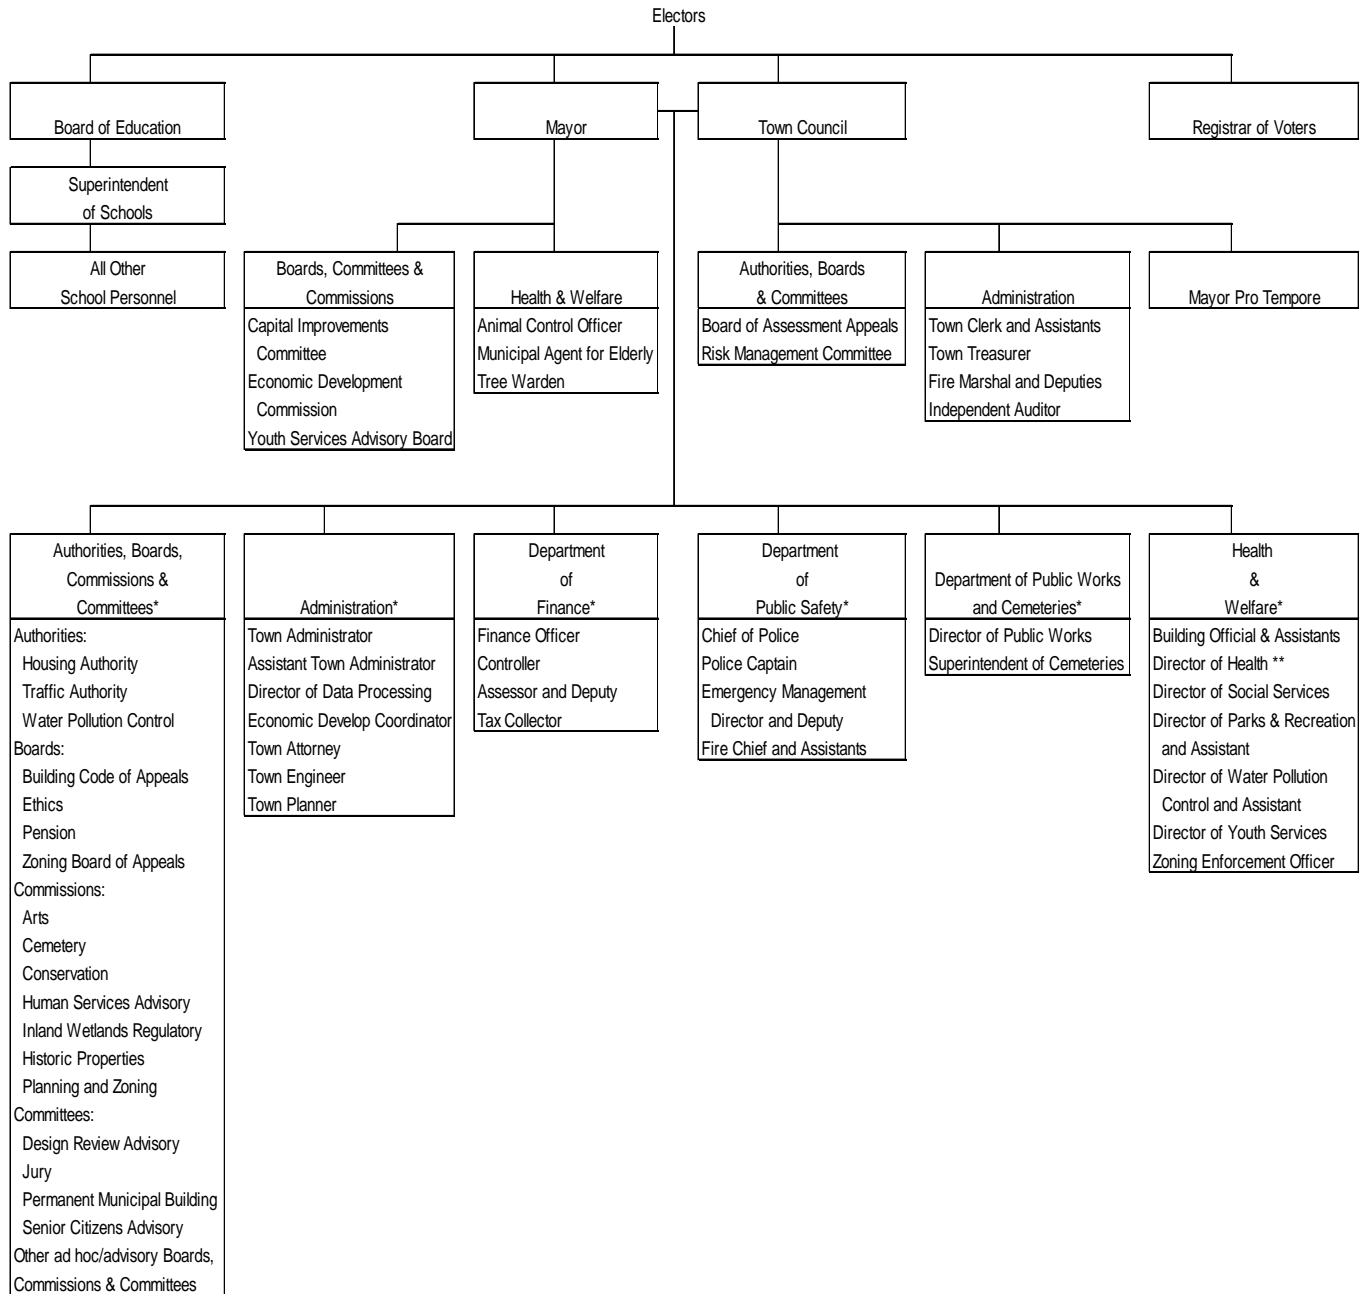 Electors
Board of Education
Mayor
Town Council
Registrar of Voters
Superintendent
of Schools
All Other
School Personnel
Boards, Committees &
Commissions
Capital Improvements
Committee
Economic Development
Commission
Youth Services Advisory Board
Health & Welfare
Animal Control Officer
Municipal Agent for Elderly
Tree Warden
Authorities, Boards
& Committees
Board of Assessment Appeals
Risk Management Committee
Administration
Town Clerk and Assistants
Town Treasurer
Fire Marshal and Deputies
Independent Auditor
Mayor Pro Tempore
Authorities, Boards,
Commissions &
Committees*
Authorities:
Housing Authority
Traffic Authority
Water Pollution Control
Boards:
Building Code of Appeals
Ethics
Pension
Zoning Board of Appeals
Commissions:
Arts
Cemetery
Conservation
Human Services Advisory
Inland Wetlands Regulatory
Historic Properties
Planning and Zoning
Committees:
Design Review Advisory
Jury
Permanent Municipal Building
Senior Citizens Advisory
Other ad hoc/advisory Boards,
Commissions & Committees
Administration*
Town Administrator
Assistant Town Administrator
Director of Data Processing
Economic Develop Coordinator
Town Attorney
Town Engineer
Town Planner
Department
of
Finance*
Finance Officer
Controller
Assessor and Deputy
Tax Collector
Department
of
Public Safety*
Chief of Police
Police Captain
Emergency Management
Director and Deputy
Fire Chief and Assistants
Department of Public Works
and Cemeteries*
Director of Public Works
Superintendent of Cemeteries
Health
&
Welfare*
Building Official & Assistants
Director of Health **
Director of Social Services
Director of Parks & Recreation
and Assistant
Director of Water Pollution
Control and Assistant
Director of Youth Services
Zoning Enforcement Officer